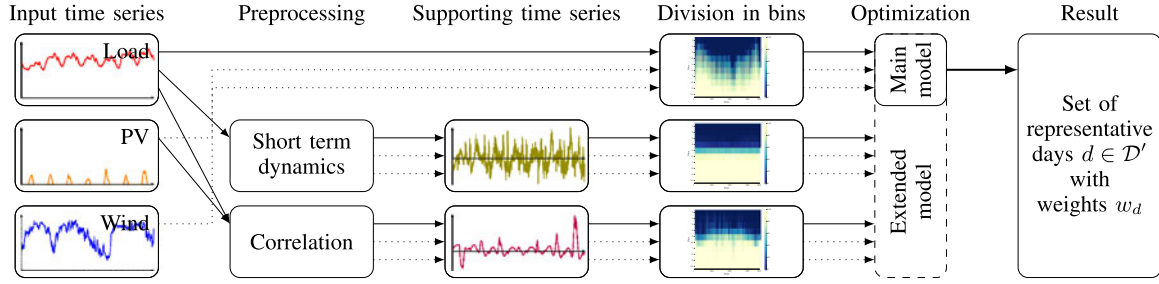 Input time series
Preprocessing
Supporting time series
Division in bins
Optimization
Result
Load
PV
Wind
Short term
dynamics
Correlation
Main
model
Extended
model
Set of
representative
days d ∈ 𝒟′
with
weights w_d